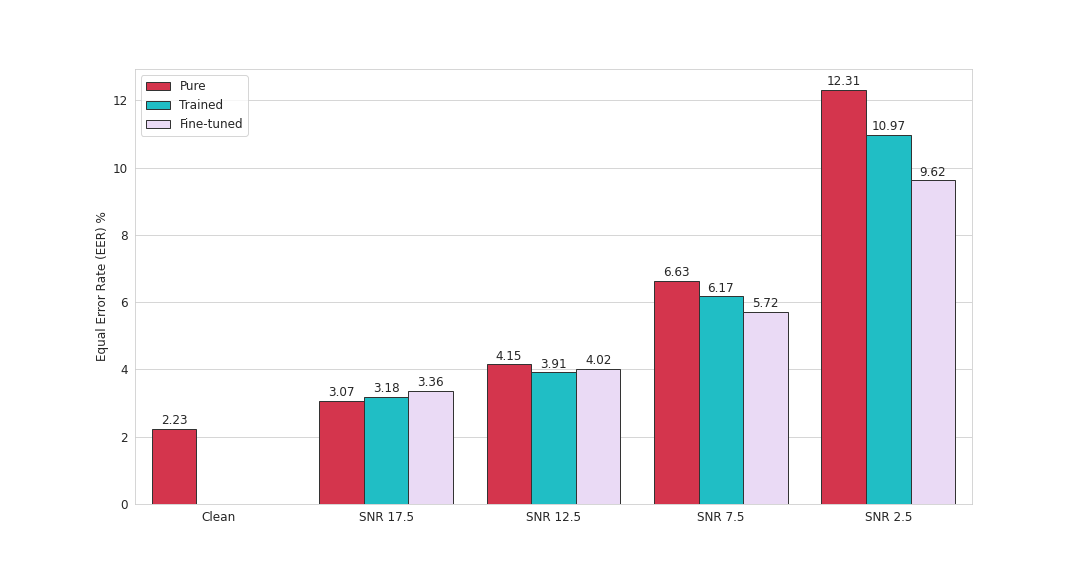 Pure
Trained
Fine-tuned
Equal Error Rate (EER) %
12
10
8
6
4
2
0
2.23
3.07
3.18
3.36
4.15
3.91
4.02
6.63
6.17
5.72
12.31
10.97
9.62
Clean
SNR 17.5
SNR 12.5
SNR 7.5
SNR 2.5